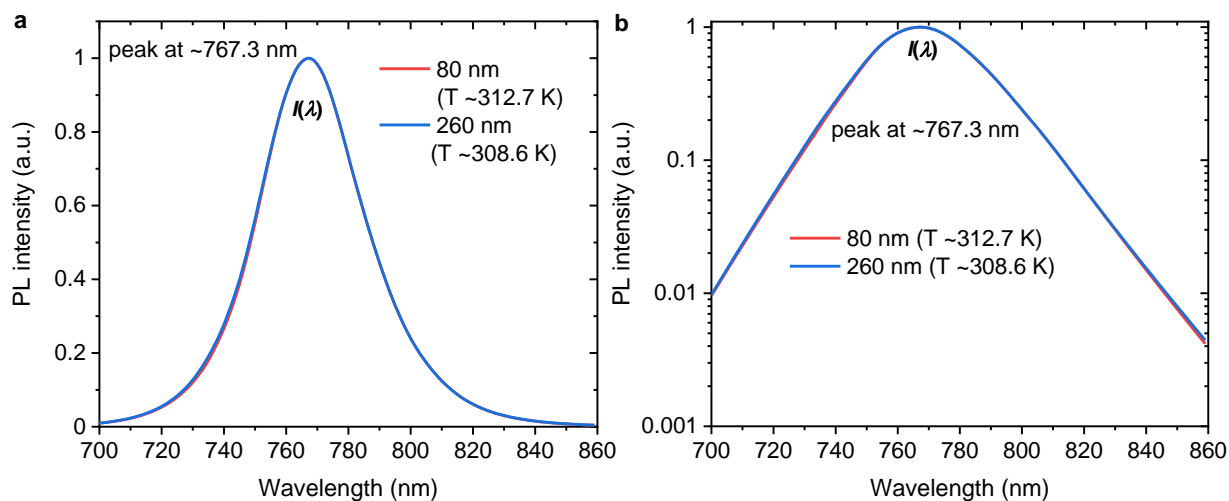 a
peak at ~767.3 nm
I(λ)
80 nm
(T ~312.7 K)
260 nm
(T ~308.6 K)
PL intensity (a.u.)
1
0.8
0.6
0.4
0.2
0
700 720 740 760 780 800 820 840 860
Wavelength (nm)
b
I(λ)
peak at ~767.3 nm
80 nm (T ~312.7 K)
260 nm (T ~308.6 K)
PL intensity (a.u.)
1
0.1
0.01
0.001
700 720 740 760 780 800 820 840 860
Wavelength (nm)